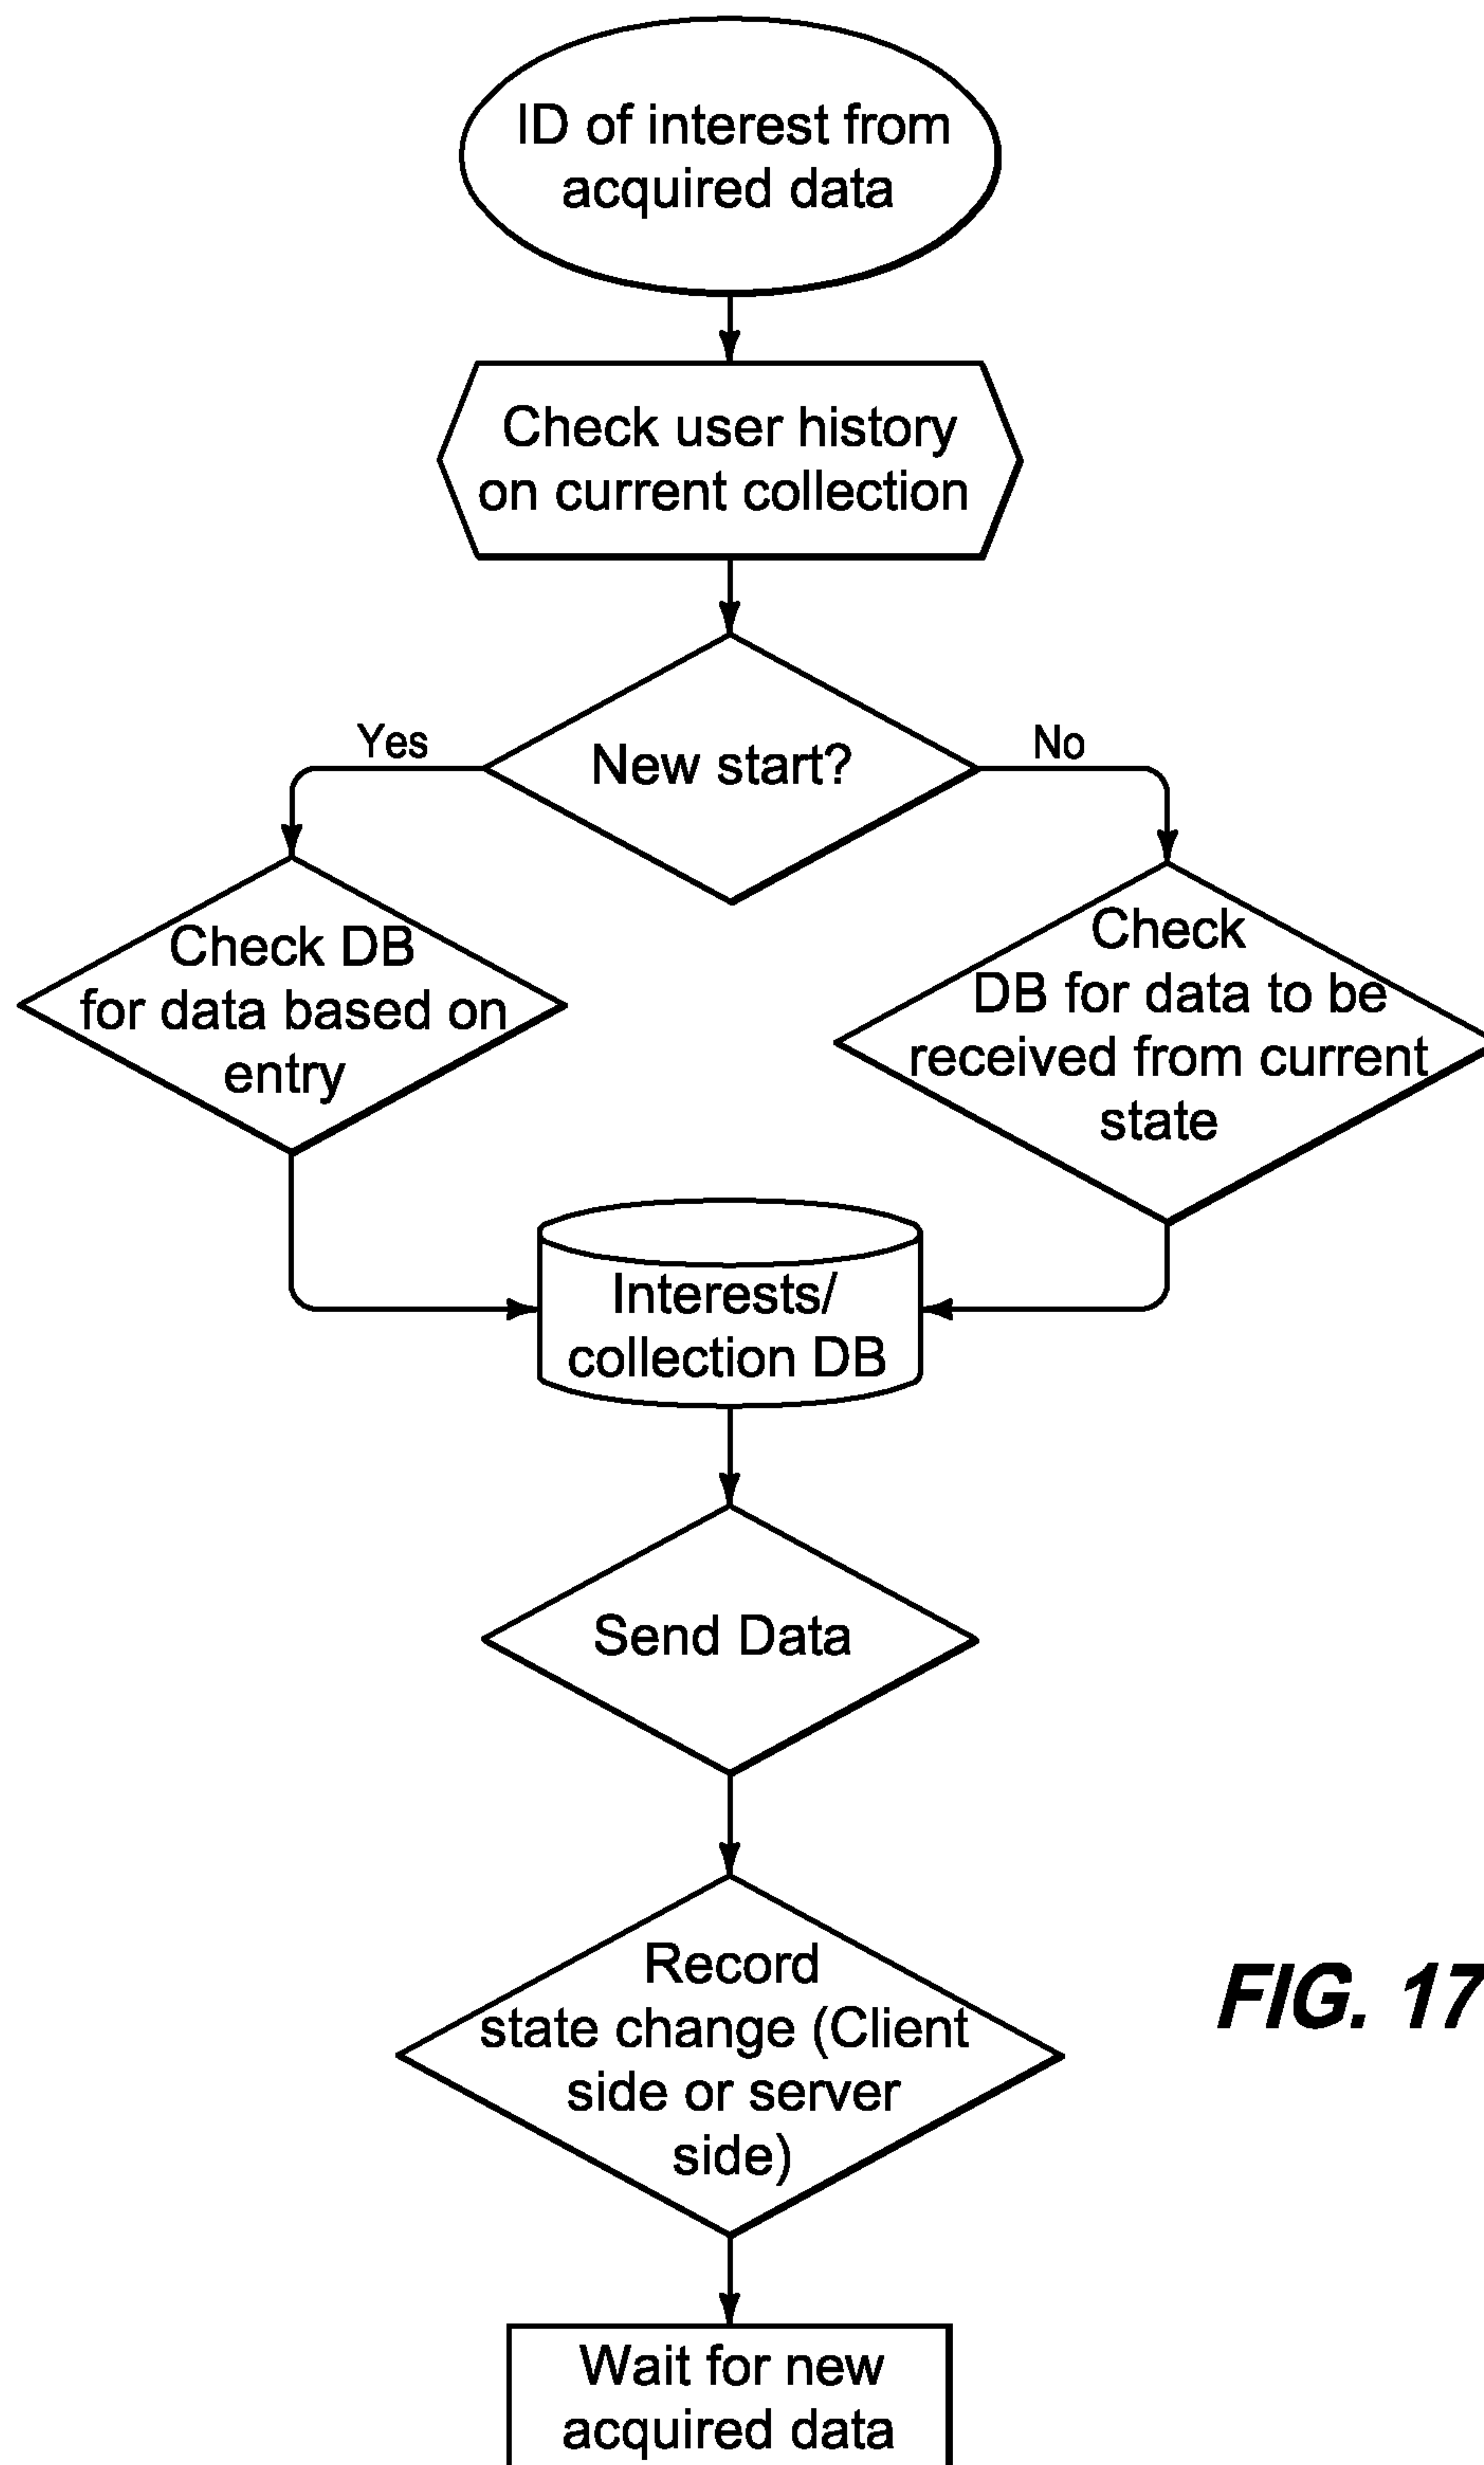 ID of interest from
acquired data
Check user history
on current collection
New start?
Yes
No
Check DB
for data based on
entry
Check
DB for data to be
received from current
state
Interests/
collection DB
Send Data
Record
state change (Client
side or server
side)
FIG. 17
Wait for new
acquired data